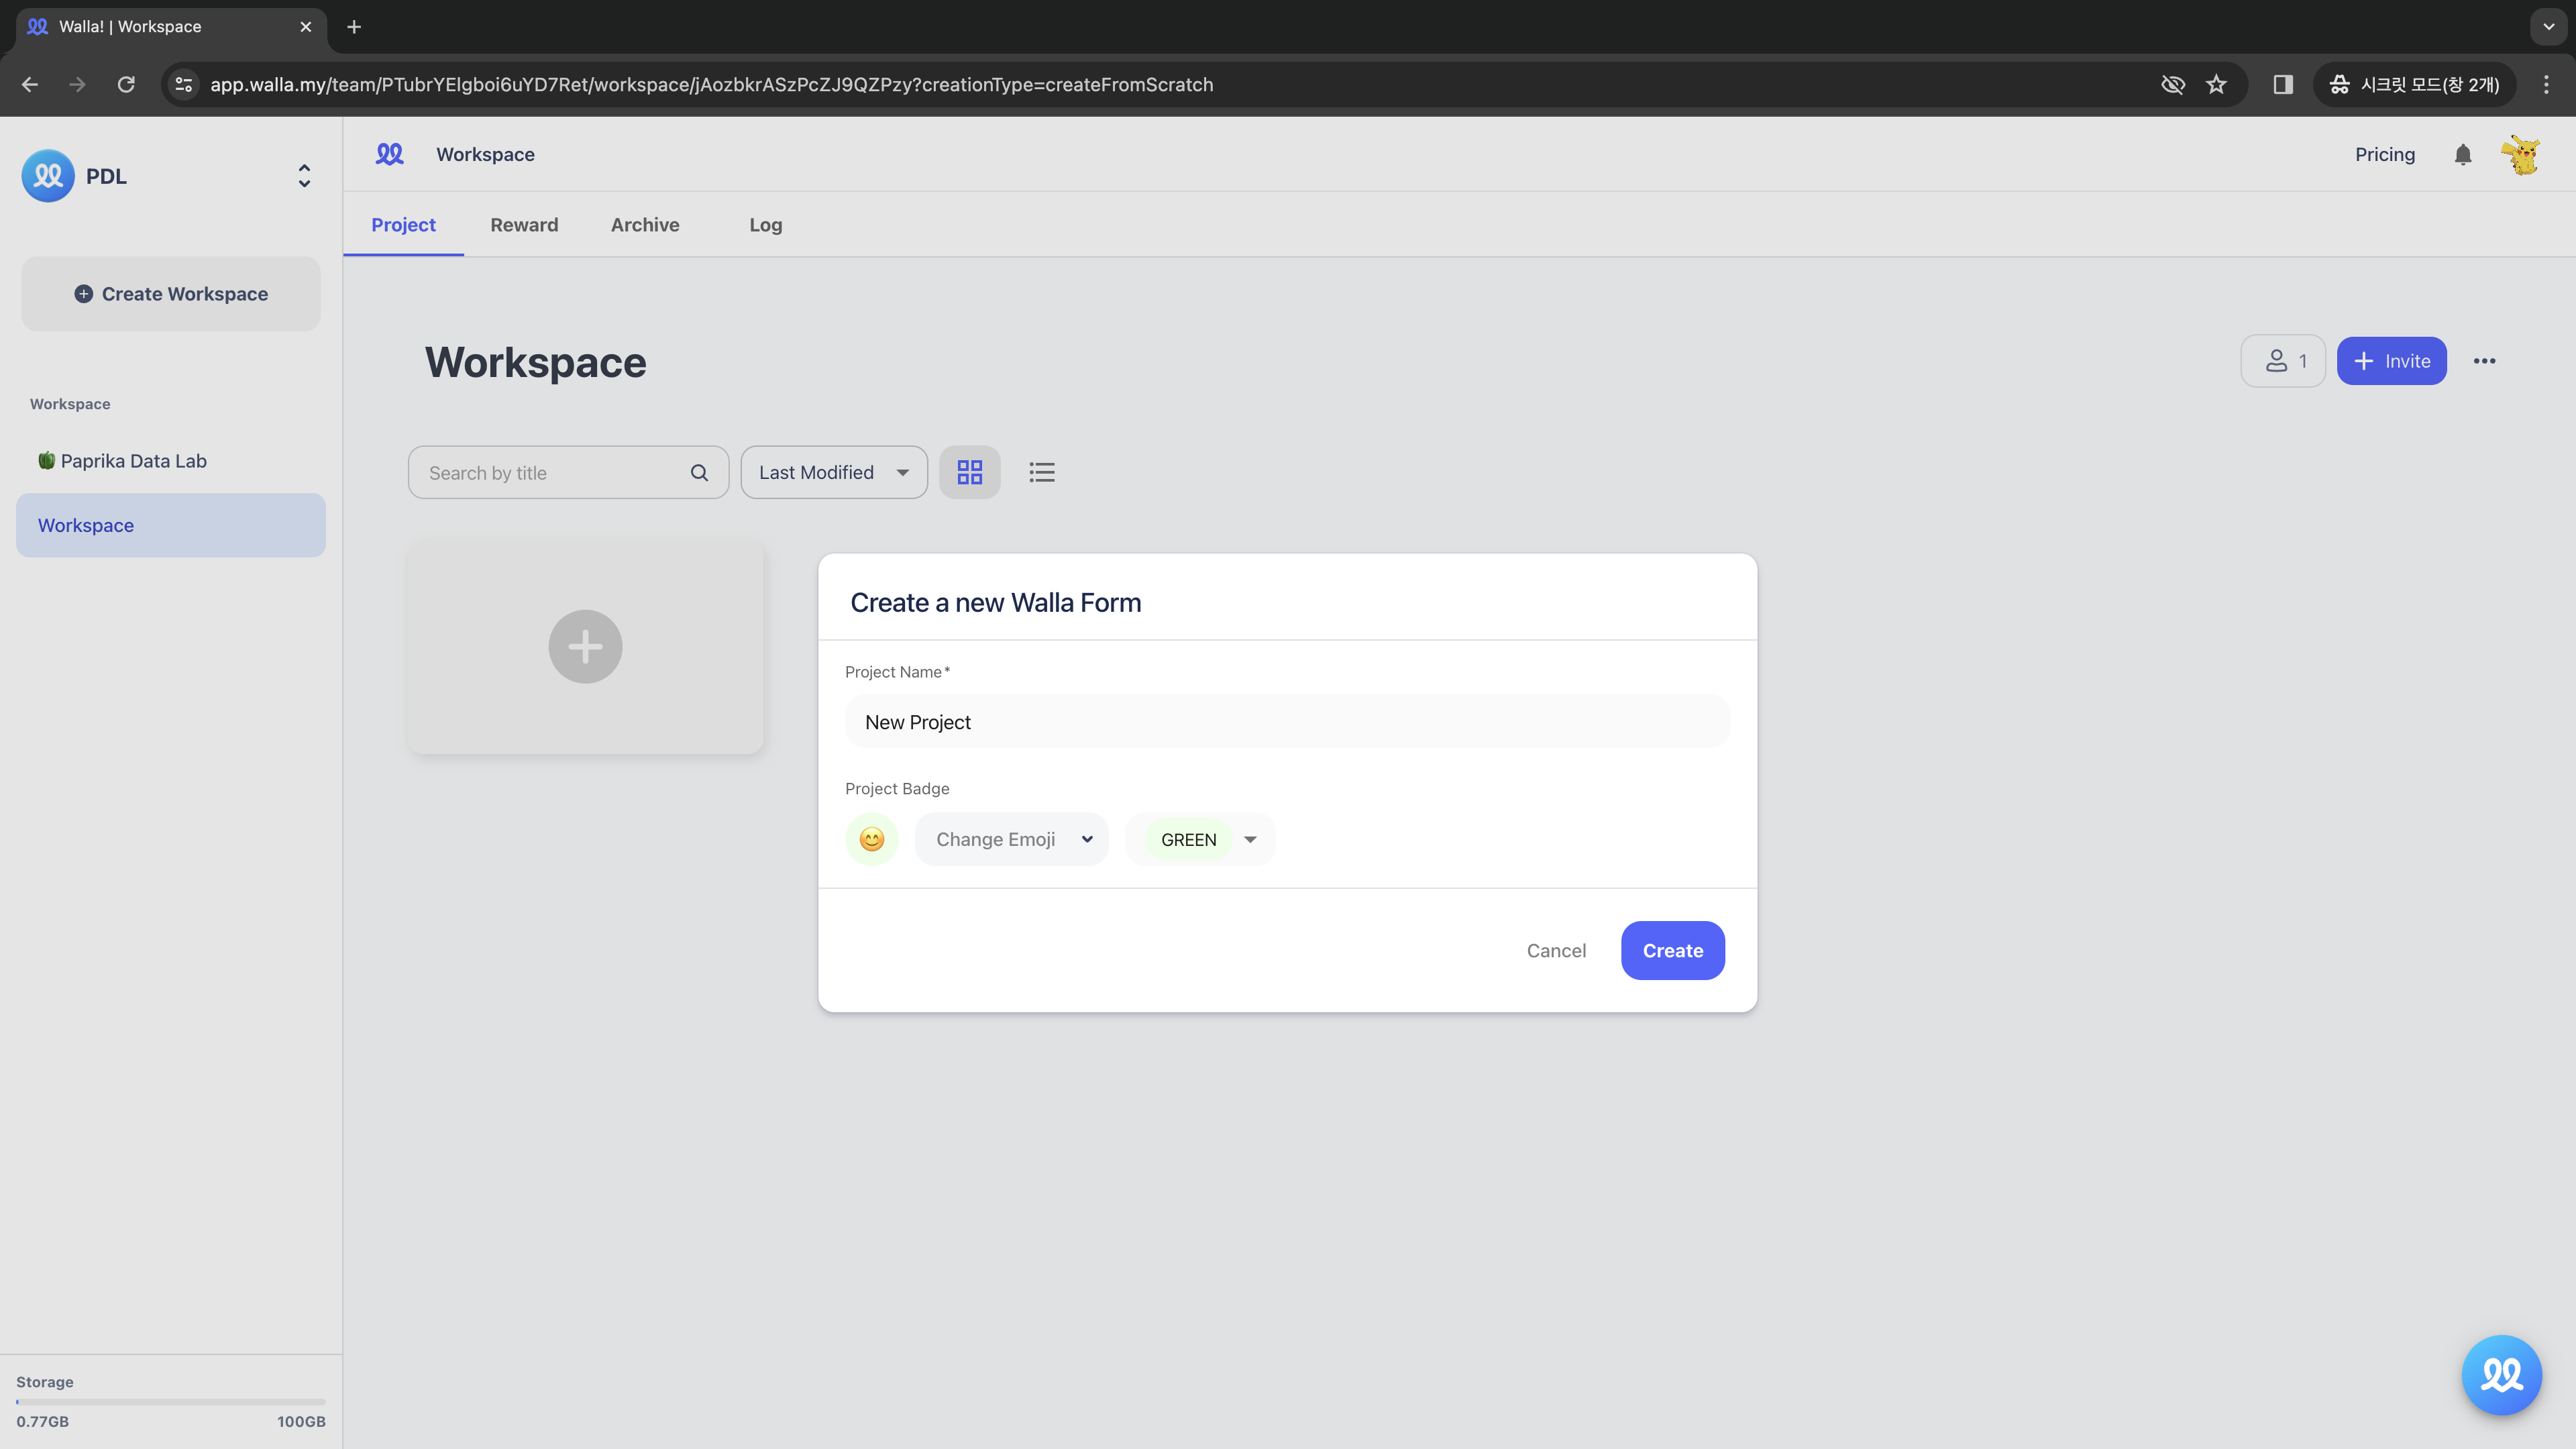 Walla! | Workspace
app.walla.my/team/PTubrYElgboi6uYD7Ret/workspace/jAozbkrASzPcZJ9QZPzy?creationType=createFromScratch
시크릿 모드(창 2개)
PDL
Workspace
Pricing
Project
Reward
Archive
Log
Create Workspace
Workspace
Paprika Data Lab
Workspace
Workspace
1
Invite
Search by title
Last Modified
Create a new Walla Form
Project Name*
New Project
Project Badge
Change Emoji
GREEN
Cancel
Create
Storage
0.77GB
100GB